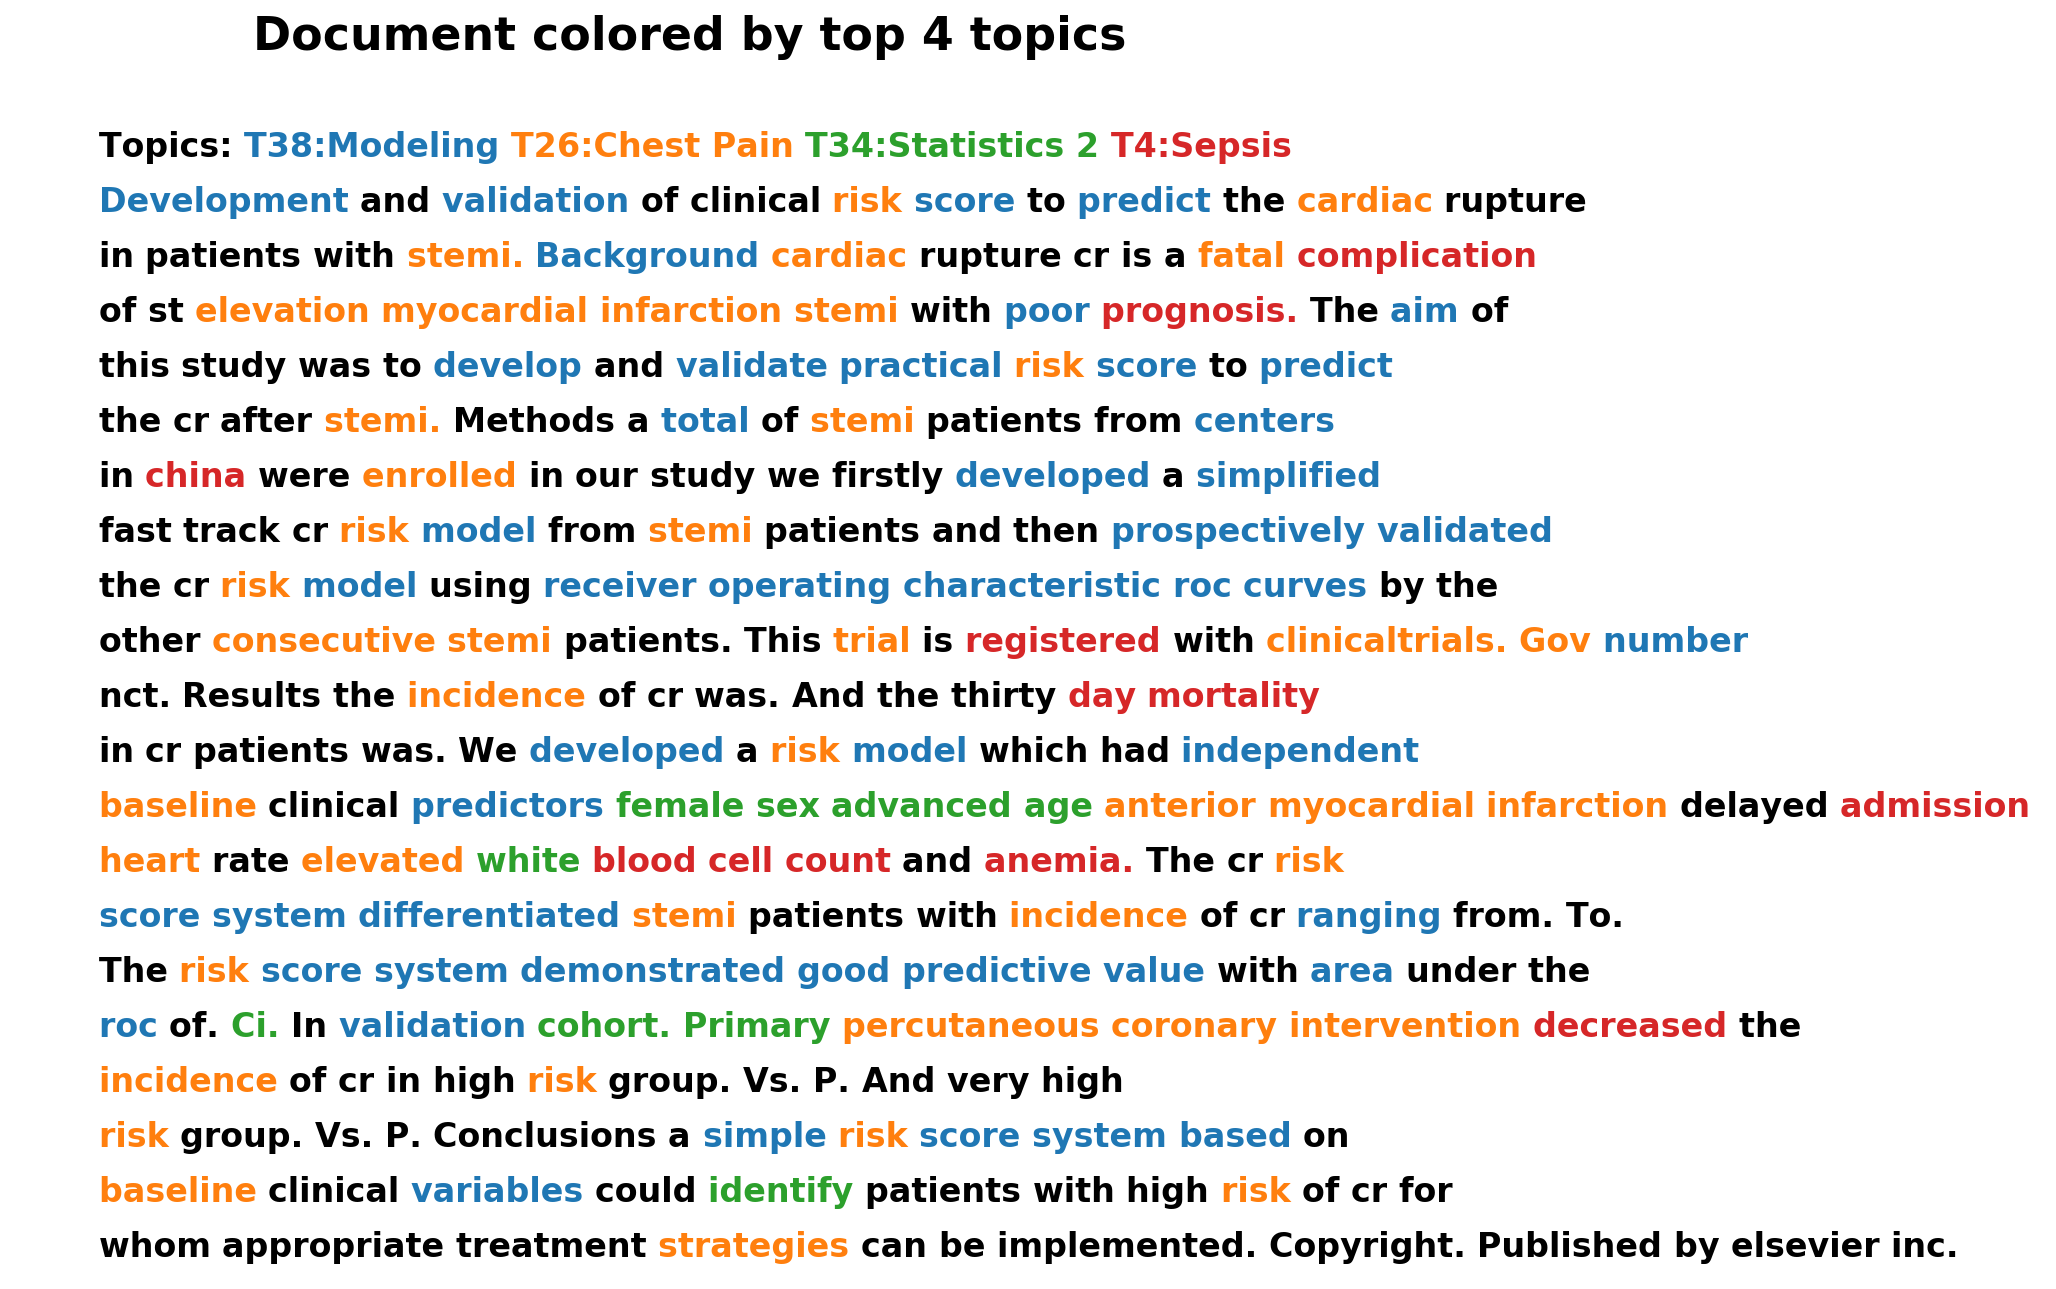 Document colored by top 4 topics
Topics: T38:Modeling T26:Chest Pain T34:Statistics 2 T4:Sepsis
Development and validation of clinical risk score to predict the cardiac rupture
in patients with stemi. Background cardiac rupture cr is a fatal complication
of st elevation myocardial infarction stemi with poor prognosis. The aim of
this study was to develop and validate practical risk score to predict
the cr after stemi. Methods a total of stemi patients from centers
in china were enrolled in our study we firstly developed a simplified
fast track cr risk model from stemi patients and then prospectively validated
the cr risk model using receiver operating characteristic roc curves by the
other consecutive stemi patients. This trial is registered with clinicaltrials. Gov number
nct. Results the incidence of cr was. And the thirty day mortality
in cr patients was. We developed a risk model which had independent
baseline clinical predictors female sex advanced age anterior myocardial infarction delayed admission
heart rate elevated white blood cell count and anemia. The cr risk
score system differentiated stemi patients with incidence of cr ranging from. To.
The risk score system demonstrated good predictive value with area under the
roc of. Ci. In validation cohort. Primary percutaneous coronary intervention decreased the
incidence of cr in high risk group. Vs. P. And very high
risk group. Vs. P. Conclusions a simple risk score system based on
baseline clinical variables could identify patients with high risk of cr for
whom appropriate treatment strategies can be implemented. Copyright. Published by elsevier inc.